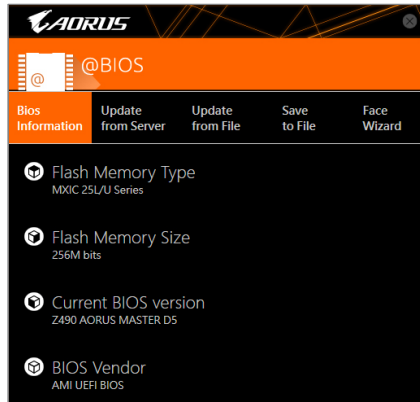 AORUS
@
@BIOS
Bios Information
Update from Server
Update from File
Save to File
Face Wizard
Flash Memory Type
MXIC 25L/U Series
Flash Memory Size
256M bits
Current BIOS version
Z490 AORUS MASTER D5
BIOS Vendor
AMI UEFI BIOS